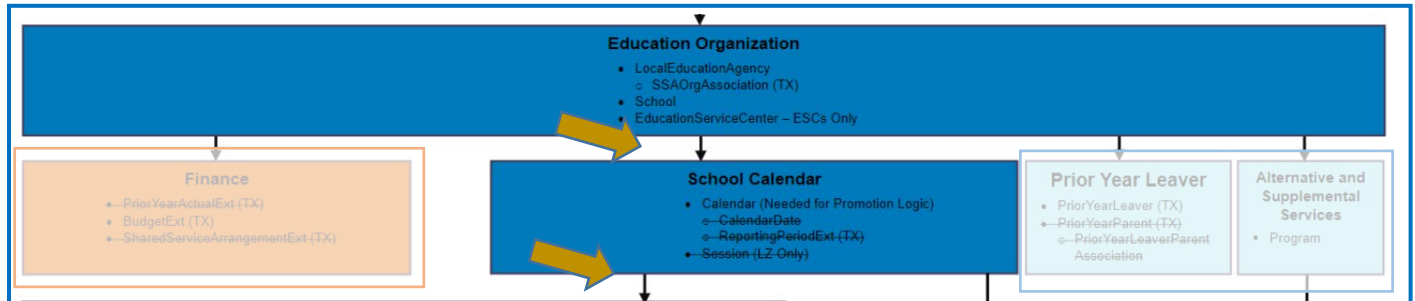 Education Organization
• LocalEducationAgency
o SSAOrgAssociation (TX)
• School
• EducationServiceCenter – ESCs Only
Finance
• PriorYearActualExt (TX)
• BudgetExt (TX)
• SharedServiceArrangementExt (TX)
School Calendar
• Calendar (Needed for Promotion Logic)
o CalendarDate
o ReportingPeriodExt (TX)
• Session (LZ Only)
Prior Year Leaver
• PriorYearLeaver (TX)
• PriorYearParent (TX)
o PriorYearLeaverParent
Association
Alternative and
Supplemental
Services
• Program